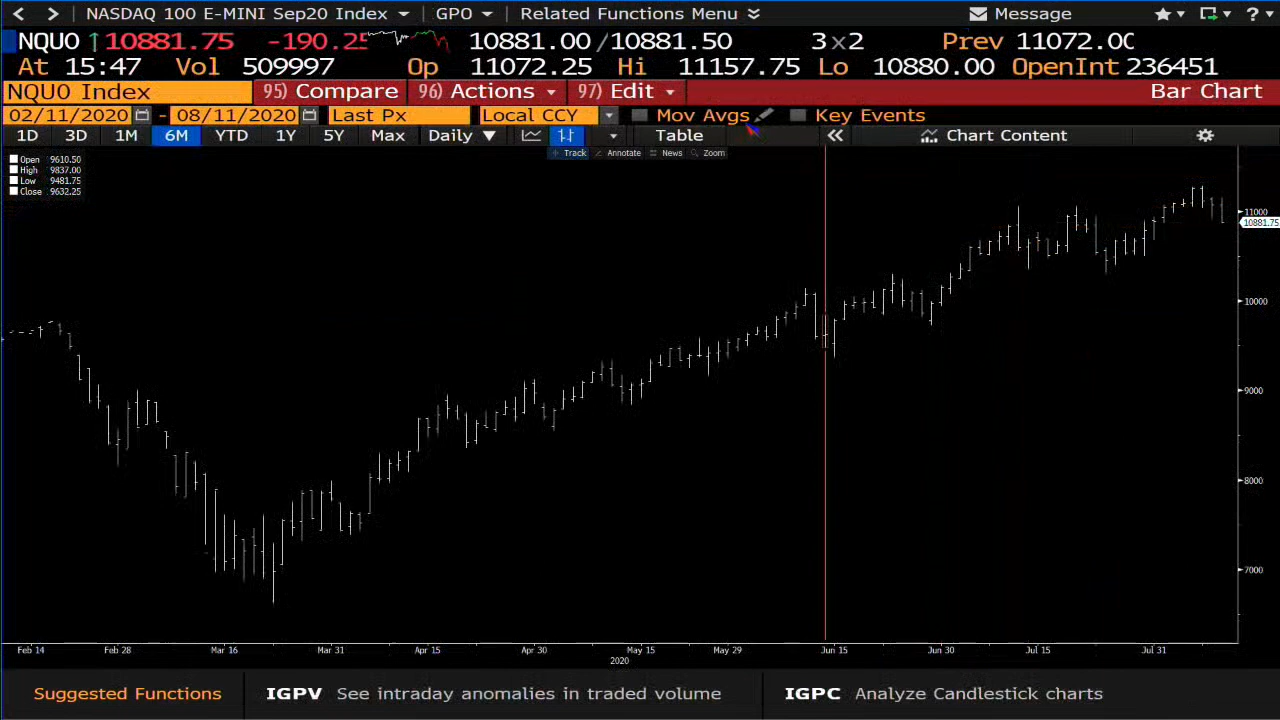 NASDAQ 100 E-MINI Sep20 Index GPO Related Functions Menu Message ?
NQU0 ↑10881.75 -190.25 10881.00/10881.50 3x2 Prev 11072.00
At 15:47 Vol 509997 Op 11072.25 Hi 11157.75 Lo 10880.00 OpenInt 236451
NQU0 Index 95) Compare 96) Actions 97) Edit Bar Chart
02/11/2020 - 08/11/2020 Last Px Local CCY Mov Avgs Key Events
1D 3D 1M 6M YTD 1Y 5Y Max Daily ▼ Table « Chart Content
Track Annotate News Zoom
Open 9610.50
High 9837.00
Low 9481.75
Close 9632.25
11000
10881.75
10000
9000
8000
7000
Feb 14 Feb 28 Mar 16 Mar 31 Apr 15 Apr 30 May 15 May 29 Jun 15 Jun 30 Jul 15 Jul 31
2020
Suggested Functions IGPV See intraday anomalies in traded volume IGPC Analyze Candlestick charts